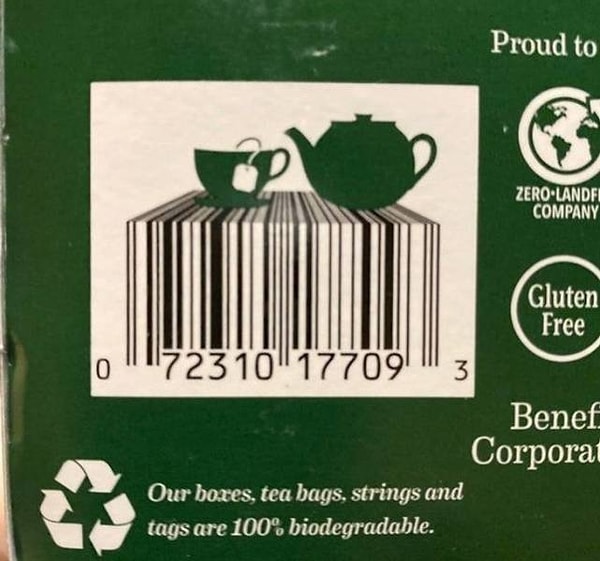 Proud to
ZERO•LANDF
COMPANY
Gluten
Free
0 72310 17709 3
Benef
Corporat
Our boxes, tea bags, strings and
tags are 100% biodegradable.